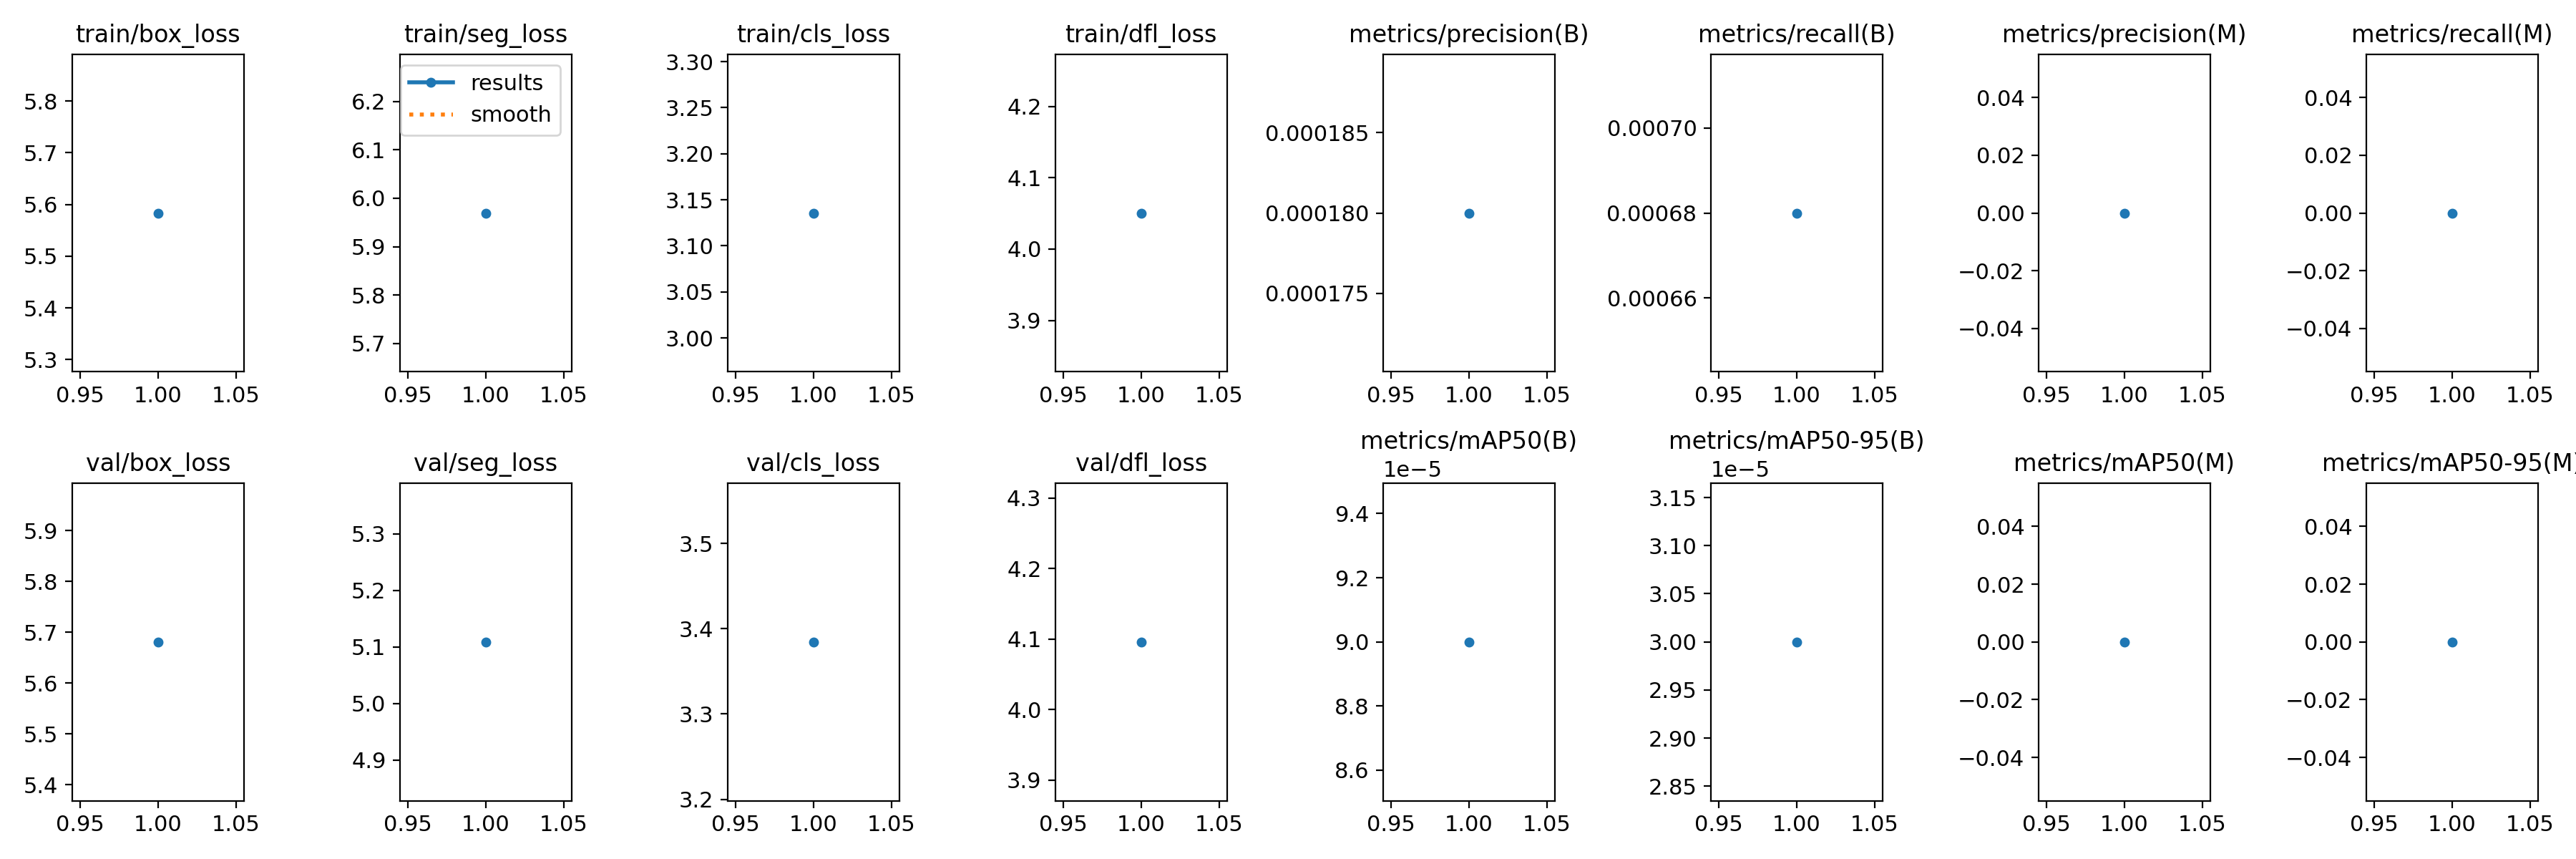 train/box_loss
5.8
5.7
5.6
5.5
5.4
5.3
0.95 1.00 1.05
train/seg_loss
results
smooth
6.2
6.1
6.0
5.9
5.8
5.7
0.95 1.00 1.05
train/cls_loss
3.30
3.25
3.20
3.15
3.10
3.05
3.00
0.95 1.00 1.05
train/dfl_loss
4.2
4.1
4.0
3.9
0.95 1.00 1.05
metrics/precision(B)
0.000185
0.000180
0.000175
0.95 1.00 1.05
metrics/recall(B)
0.00070
0.00068
0.00066
0.95 1.00 1.05
metrics/precision(M)
0.04
0.02
0.00
−0.02
−0.04
0.95 1.00 1.05
metrics/recall(M)
0.04
0.02
0.00
−0.02
−0.04
0.95 1.00 1.05
val/box_loss
5.9
5.8
5.7
5.6
5.5
5.4
0.95 1.00 1.05
val/seg_loss
5.3
5.2
5.1
5.0
4.9
0.95 1.00 1.05
val/cls_loss
3.5
3.4
3.3
3.2
0.95 1.00 1.05
val/dfl_loss
4.3
4.2
4.1
4.0
3.9
0.95 1.00 1.05
metrics/mAP50(B)
1e−5
9.4
9.2
9.0
8.8
8.6
0.95 1.00 1.05
metrics/mAP50-95(B)
1e−5
3.15
3.10
3.05
3.00
2.95
2.90
2.85
0.95 1.00 1.05
metrics/mAP50(M)
0.04
0.02
0.00
−0.02
−0.04
0.95 1.00 1.05
metrics/mAP50-95(M)
0.04
0.02
0.00
−0.02
−0.04
0.95 1.00 1.05